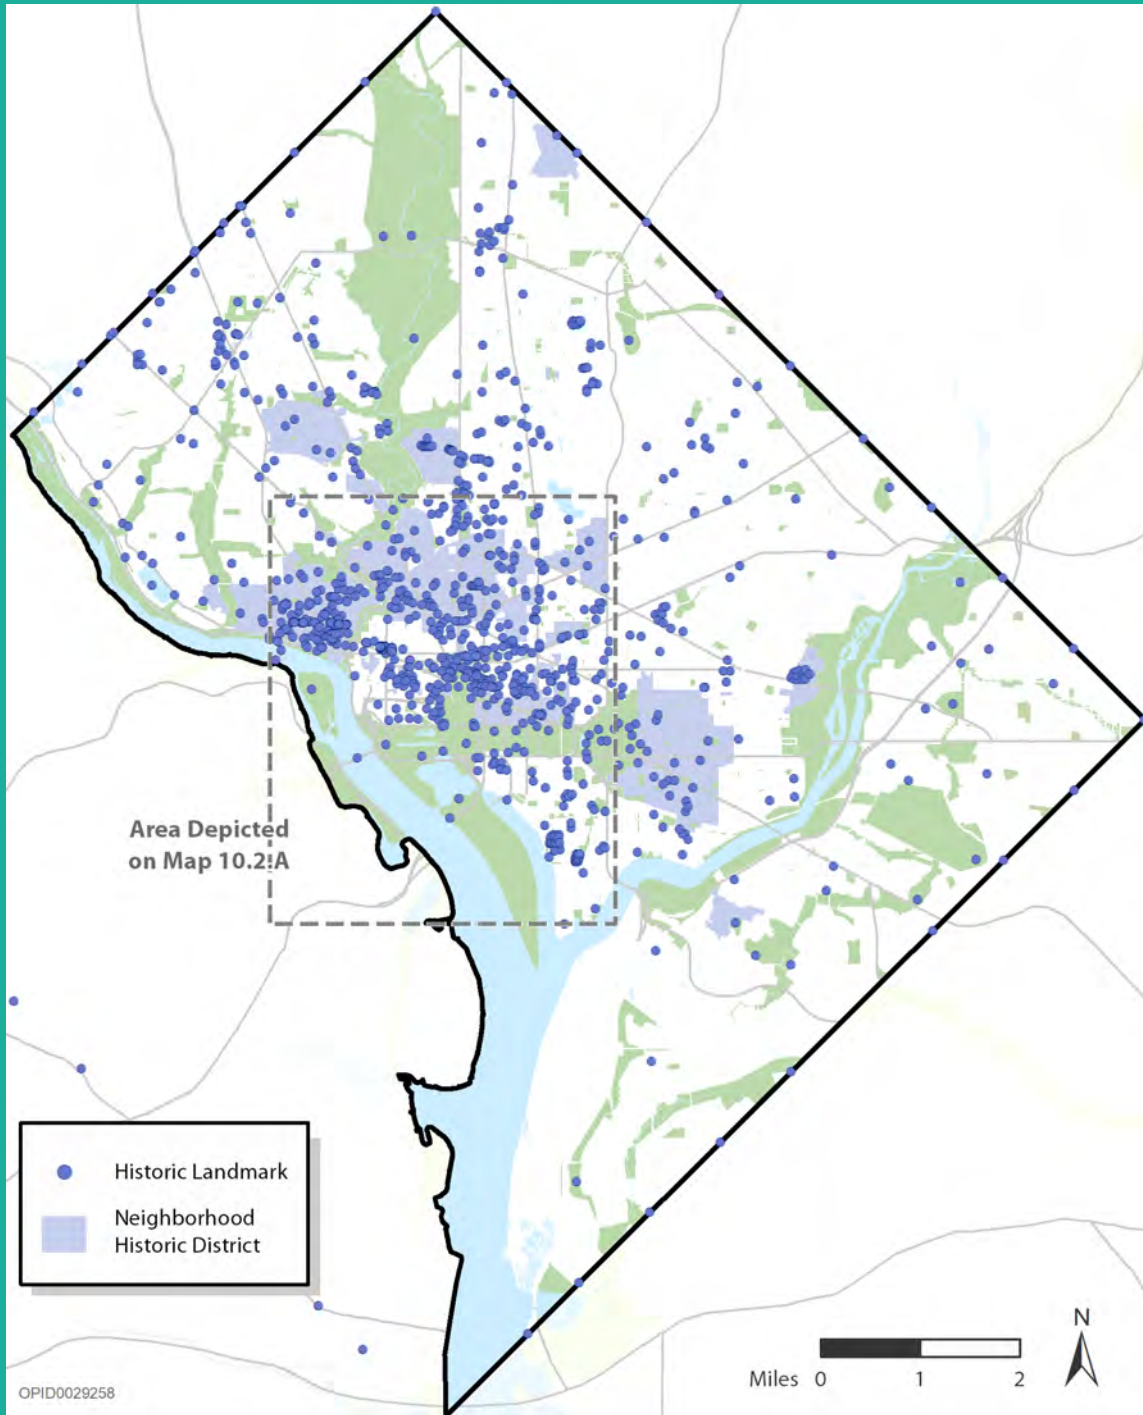 Area Depicted
on Map 10.2.A
Historic Landmark
Neighborhood
Historic District
N
Miles 0 1 2
OPID0029258